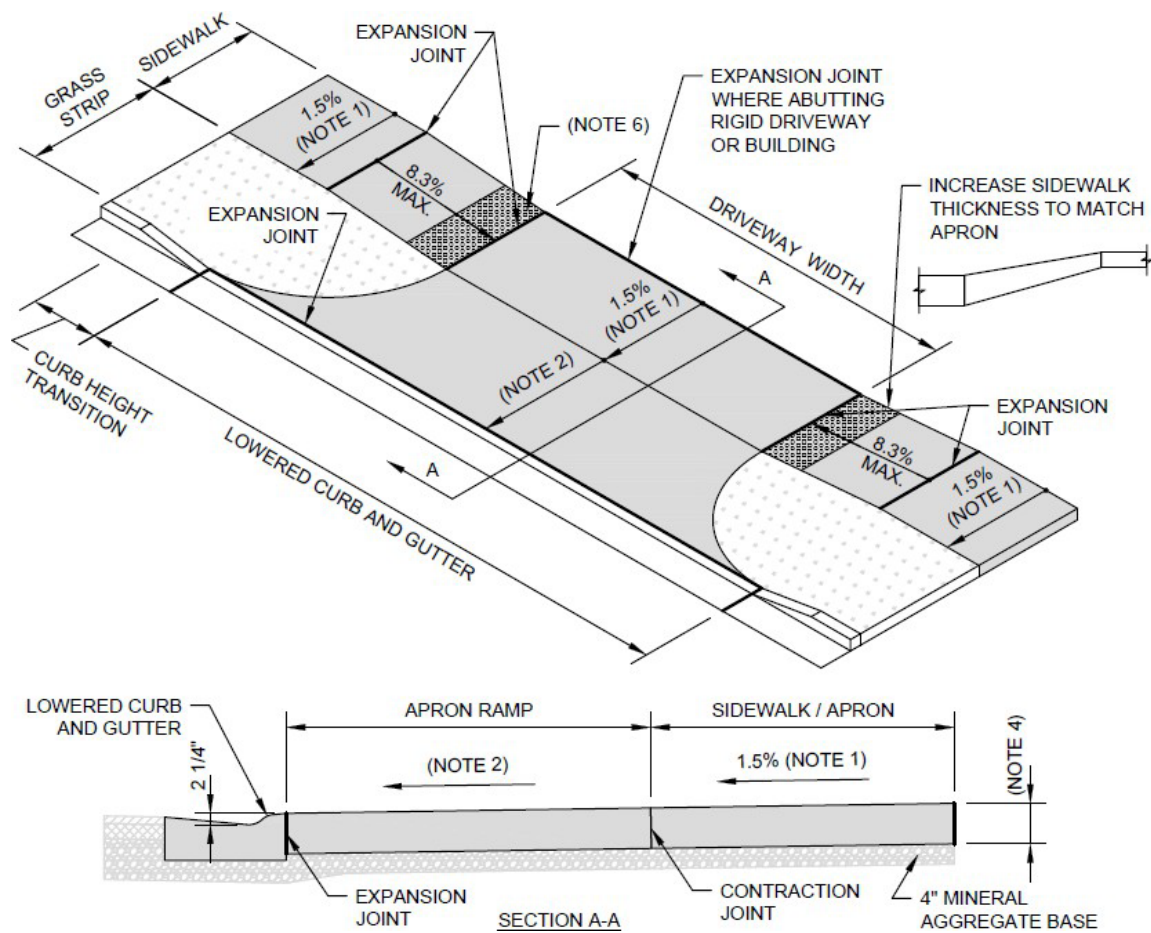 SIDEWALK
GRASS
STRIP
EXPANSION
JOINT
1.5%
(NOTE 1)
(NOTE 6)
EXPANSION JOINT
WHERE ABUTTING
RIGID DRIVEWAY
OR BUILDING
8.3%
MAX.
EXPANSION
JOINT
DRIVEWAY WIDTH
INCREASE SIDEWALK
THICKNESS TO MATCH
APRON
A
1.5%
(NOTE 1)
(NOTE 2)
CURB HEIGHT
TRANSITION
LOWERED CURB AND GUTTER
A
8.3%
MAX.
EXPANSION
JOINT
1.5%
(NOTE 1)
LOWERED CURB
AND GUTTER
APRON RAMP
SIDEWALK / APRON
2 1/4"
(NOTE 2)
1.5% (NOTE 1)
(NOTE 4)
EXPANSION
JOINT
SECTION A-A
CONTRACTION
JOINT
4" MINERAL
AGGREGATE BASE